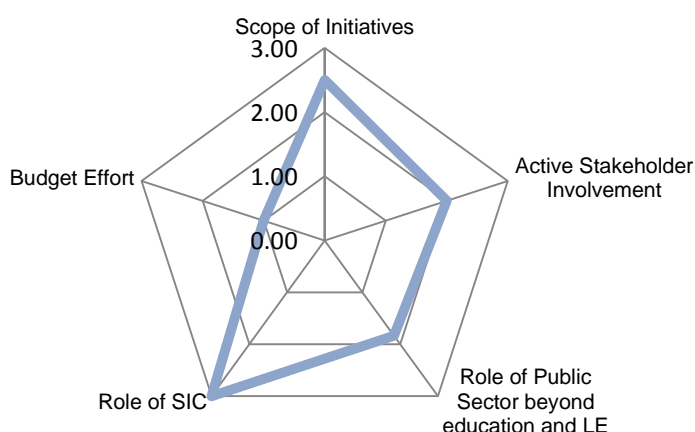 Scope of Initiatives
3.00
2.00
Active Stakeholder
Involvement
Budget Effort
1.00
0.00
Role of Public
Sector beyond
education and LE
Role of SIC